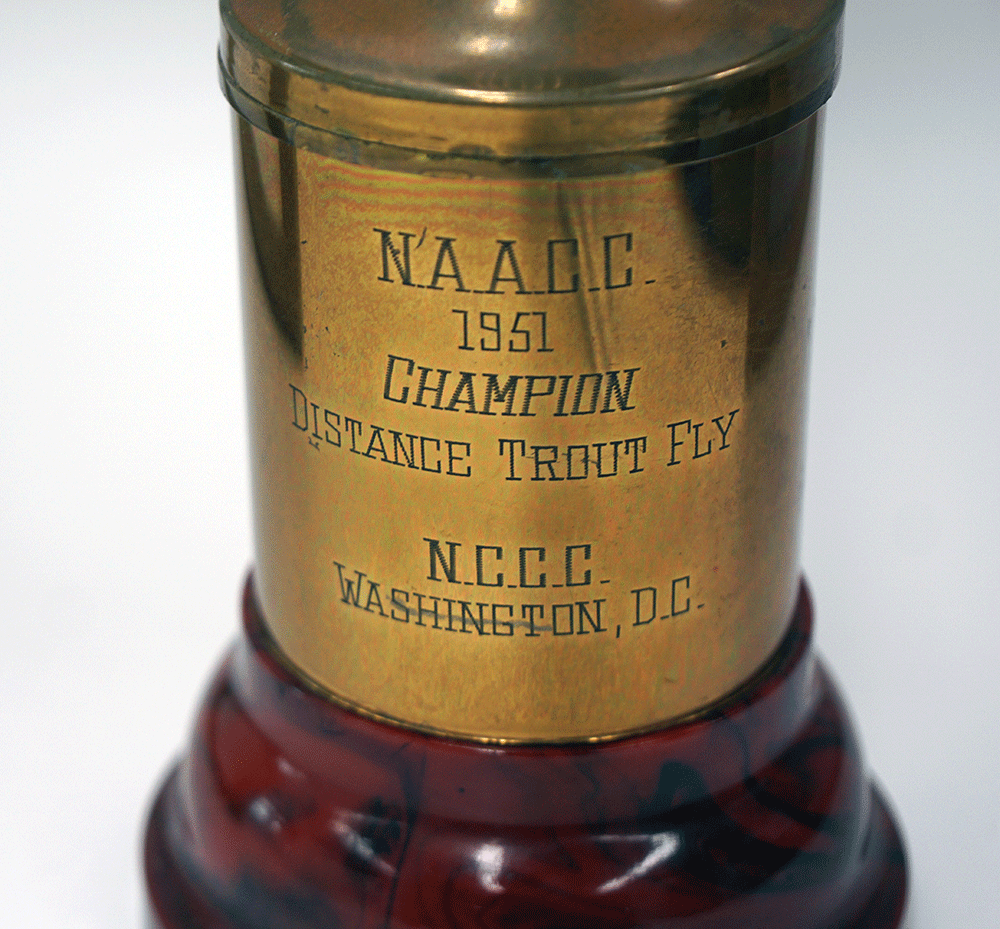 N.A.A.C.C.
1951
CHAMPION
DISTANCE TROUT FLY
N.C.C.C.
WASHINGTON, D.C.